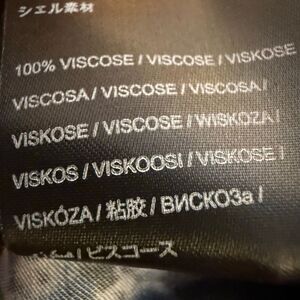 シェル素材
100% VISCOSE / VISCOSE / VISKOSE
VISCOSA / VISCOSE / VISCOSA /
VISKOSE / VISCOSE / WISKOZA /
VISKOS / VISKOOSI / VISKOSE /
VISKÓZA / 粘胶 / ВИСКОЗа /
/ ビスコース